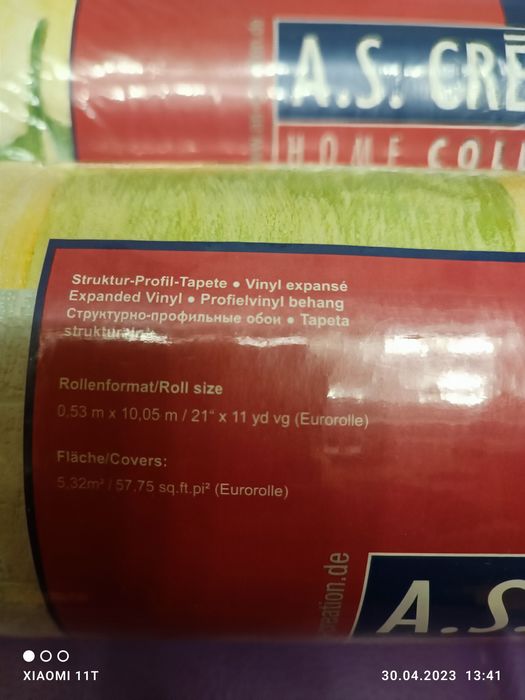 A.S. CRÉ
HOME COLL
Struktur-Profil-Tapete ● Vinyl expansé
Expanded Vinyl ● Profielvinyl behang
Структурно-профильные обои ● Tapeta
Rollenformat/Roll size
0,53 m x 10,05 m / 21" x 11 yd vg (Eurorolle)
Fläche/Covers:
5,32m² / 57,75 sq.ft.pi² (Eurorolle)
creation.de
A.S.
XIAOMI 11T
30.04.2023 13:41